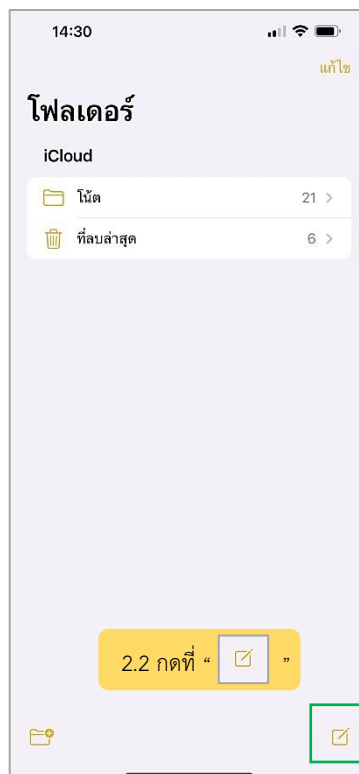 14:30
แก้ไข
โฟลเดอร์
iCloud
โน้ต 21
ที่ลบล่าสุด 6
2.2 กดที่ “ ”